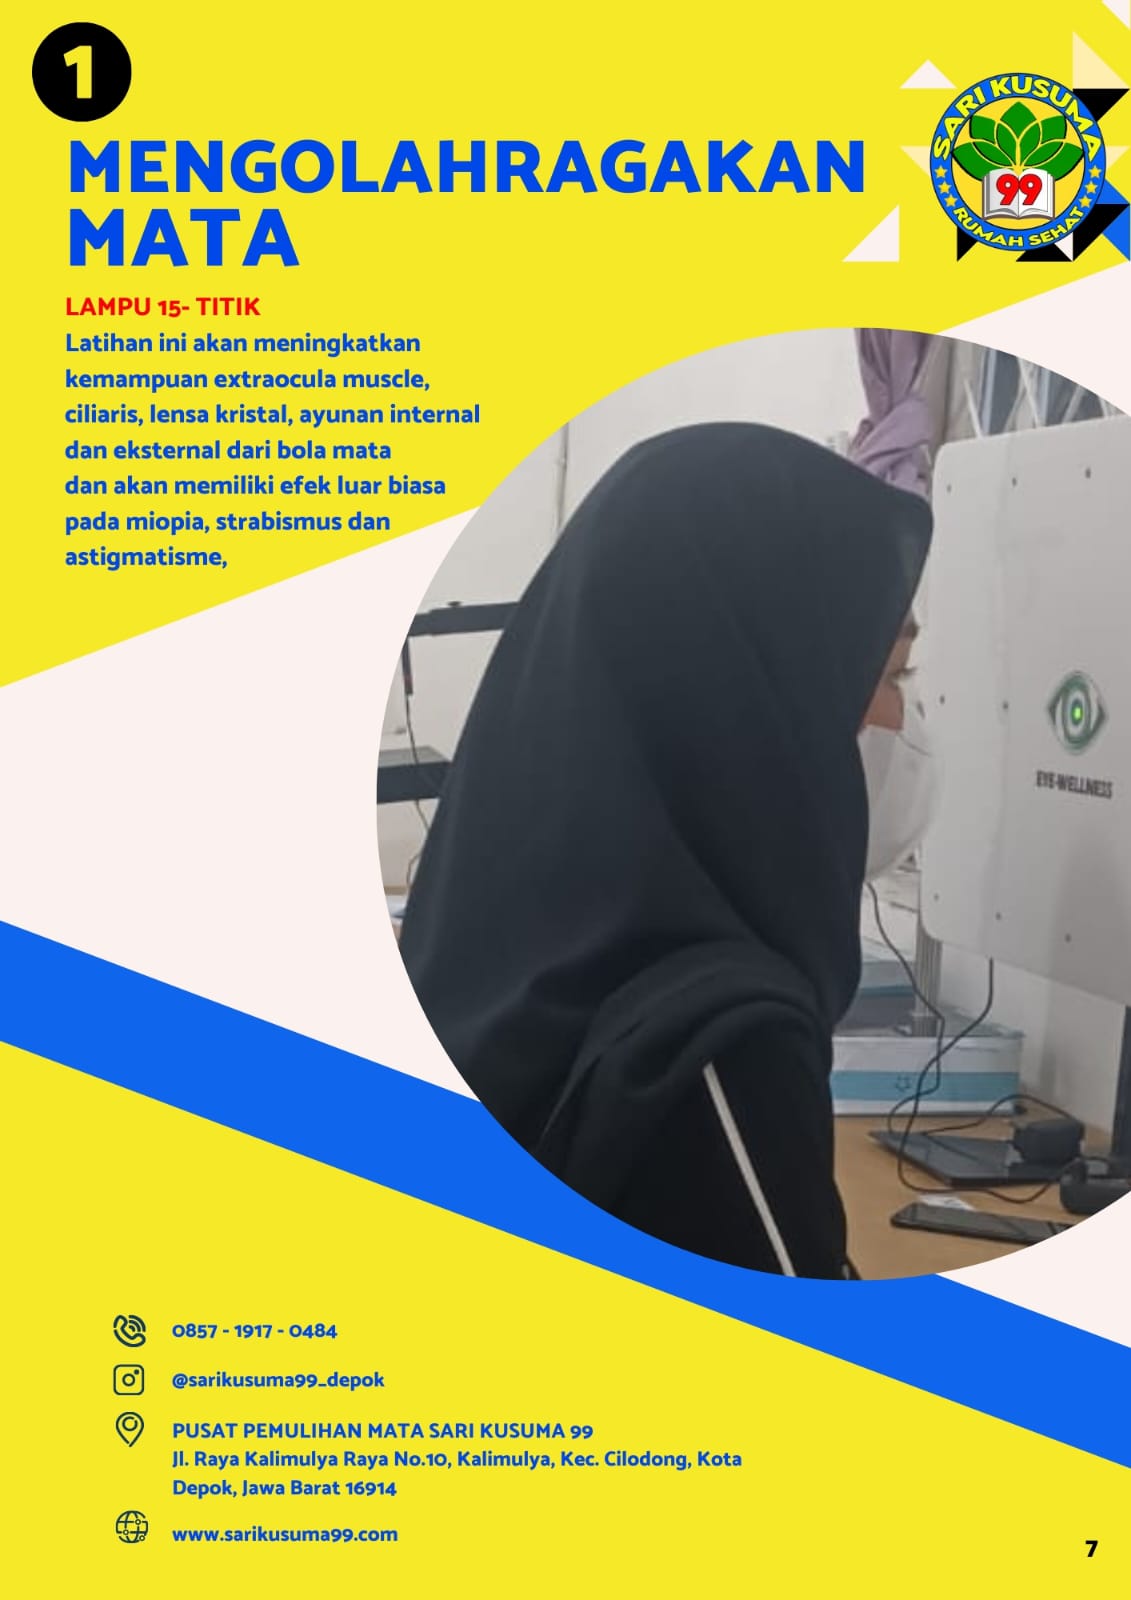 1
MENGOLAHRAGAKAN
MATA
SARI KUSUMA
99
RUMAH SEHAT
LAMPU 15- TITIK
Latihan ini akan meningkatkan
kemampuan extraocula muscle,
ciliaris, lensa kristal, ayunan internal
dan eksternal dari bola mata
dan akan memiliki efek luar biasa
pada miopia, strabismus dan
astigmatisme,
EYE-WELLNESS
0857 - 1917 - 0484
@sarikusuma99_depok
PUSAT PEMULIHAN MATA SARI KUSUMA 99
Jl. Raya Kalimulya Raya No.10, Kalimulya, Kec. Cilodong, Kota
Depok, Jawa Barat 16914
www.sarikusuma99.com
7